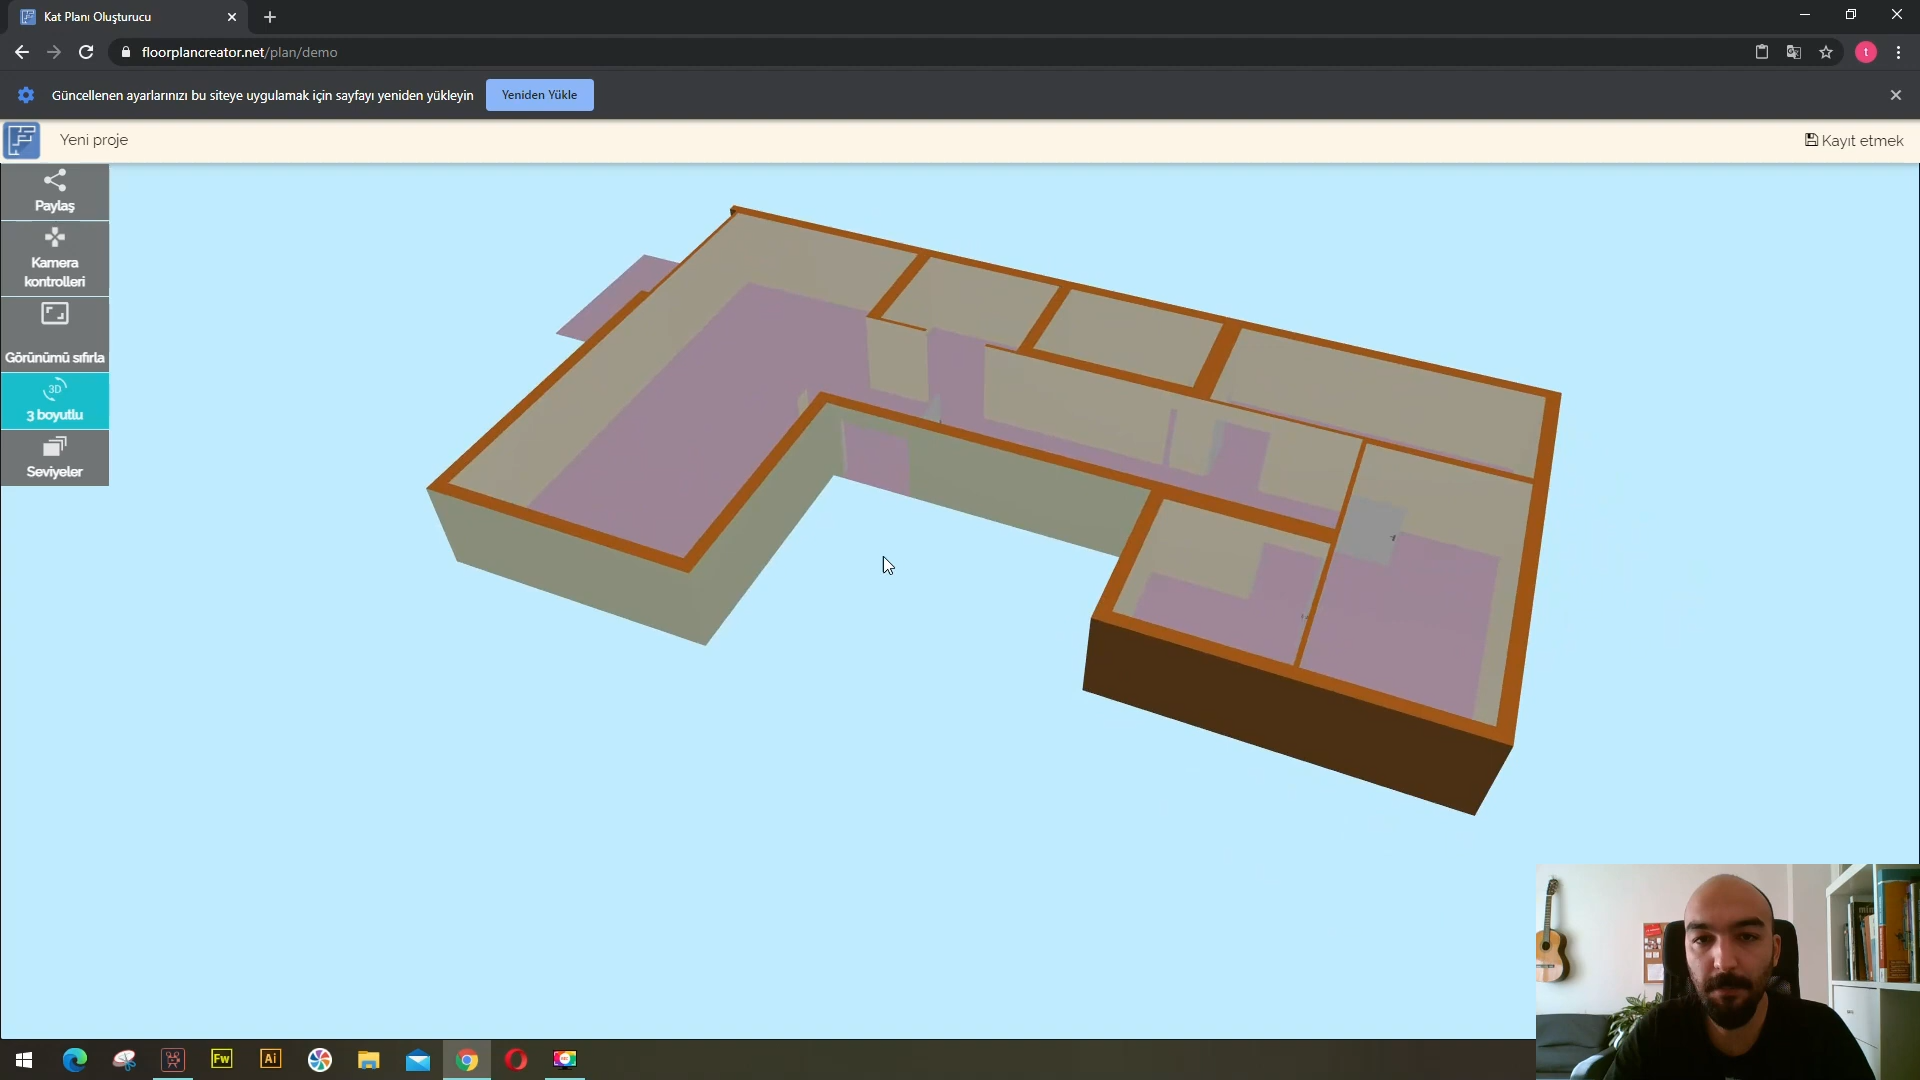 Kat Planı Oluşturucu
floorplancreator.net/plan/demo
t
Güncellenen ayarlarınızı bu siteye uygulamak için sayfayı yeniden yükleyin
Yeniden Yükle
Yeni proje
Kayıt etmek
Paylaş
Kamera
kontrolleri
Görünümü sıfırla
3D
3 boyutlu
Seviyeler
Fw
Ai